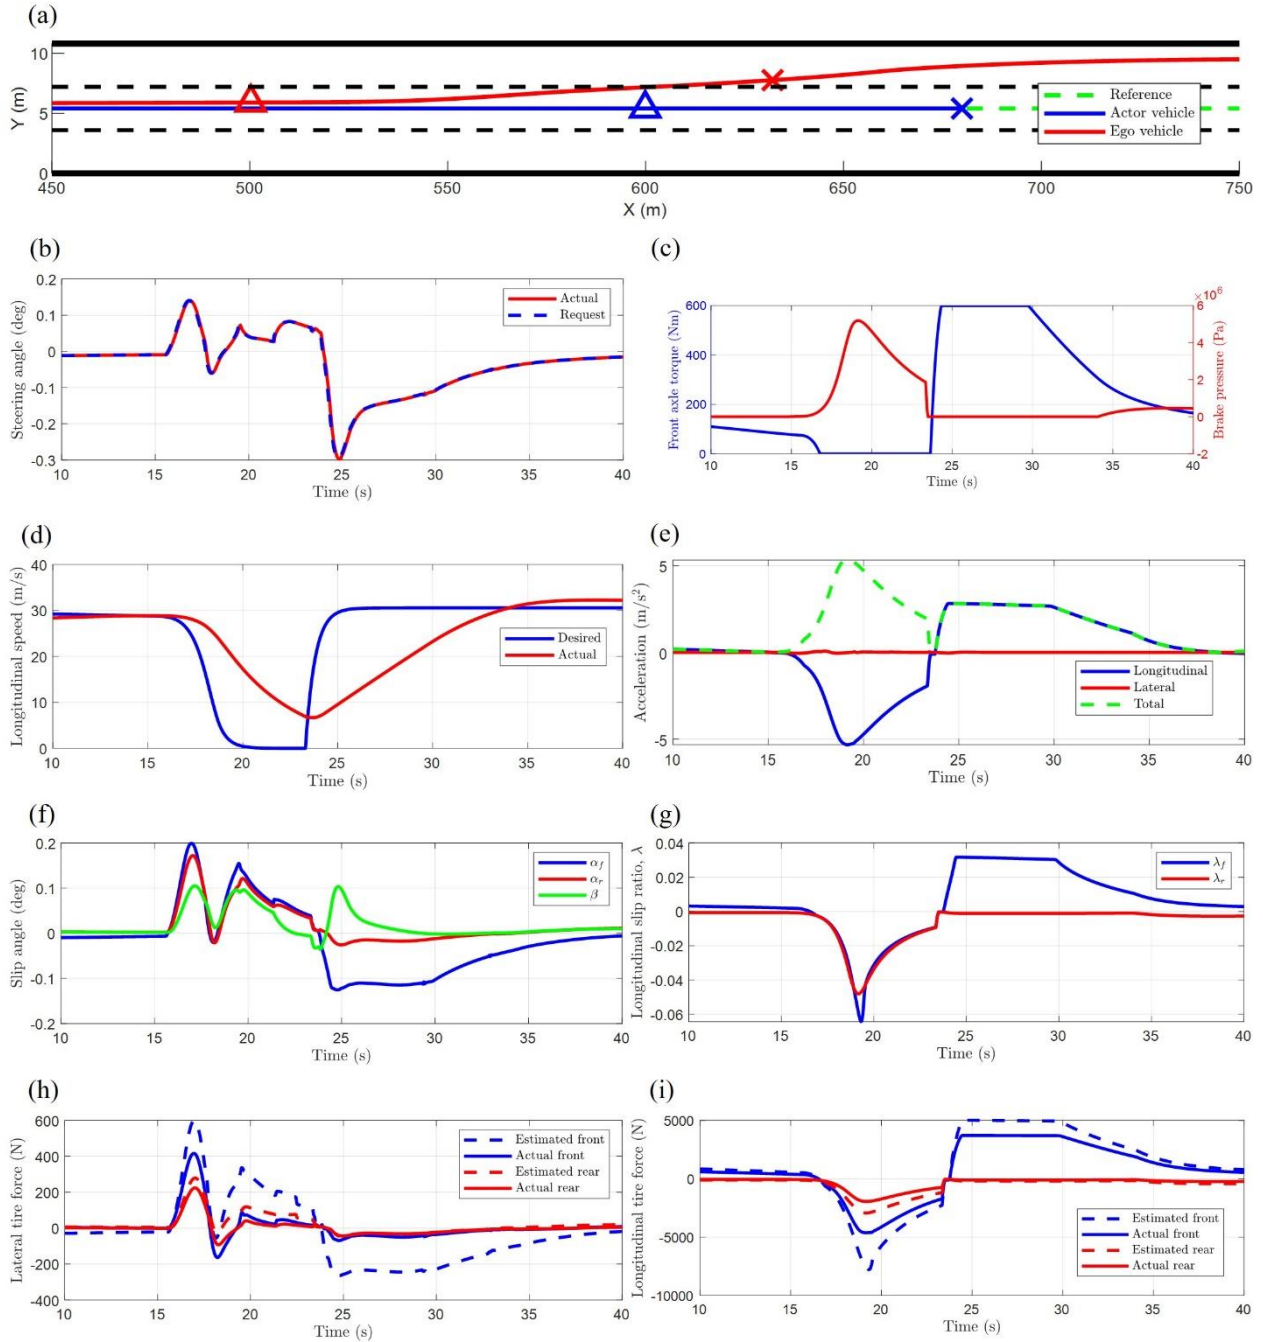 (a)
10
5
0
Y (m)
450 500 550 600 650 700 750
X (m)
Reference
Actor vehicle
Ego vehicle
(b)
0.2
0.1
0
-0.1
-0.2
-0.3
Steering angle (deg)
10 15 20 25 30 35 40
Time (s)
Actual
Request
(c)
600
400
200
0
Front axle torque (Nm)
×10⁶
6
4
2
0
-2
Brake pressure (Pa)
10 15 20 25 30 35 40
Time (s)
(d)
40
30
20
10
0
Longitudinal speed (m/s)
10 15 20 25 30 35 40
Time (s)
Desired
Actual
(e)
5
0
-5
Acceleration (m/s²)
10 15 20 25 30 35 40
Time (s)
Longitudinal
Lateral
Total
(f)
0.2
0.1
0
-0.1
-0.2
Slip angle (deg)
10 15 20 25 30 35 40
Time (s)
αf
αr
β
(g)
0.04
0.02
0
-0.02
-0.04
-0.06
Longitudinal slip ratio, λ
10 15 20 25 30 35 40
Time (s)
λf
λr
(h)
600
400
200
0
-200
-400
Lateral tire force (N)
10 15 20 25 30 35 40
Time (s)
Estimated front
Actual front
Estimated rear
Actual rear
(i)
5000
0
-5000
-10000
Longitudinal tire force (N)
10 15 20 25 30 35 40
Time (s)
Estimated front
Actual front
Estimated rear
Actual rear